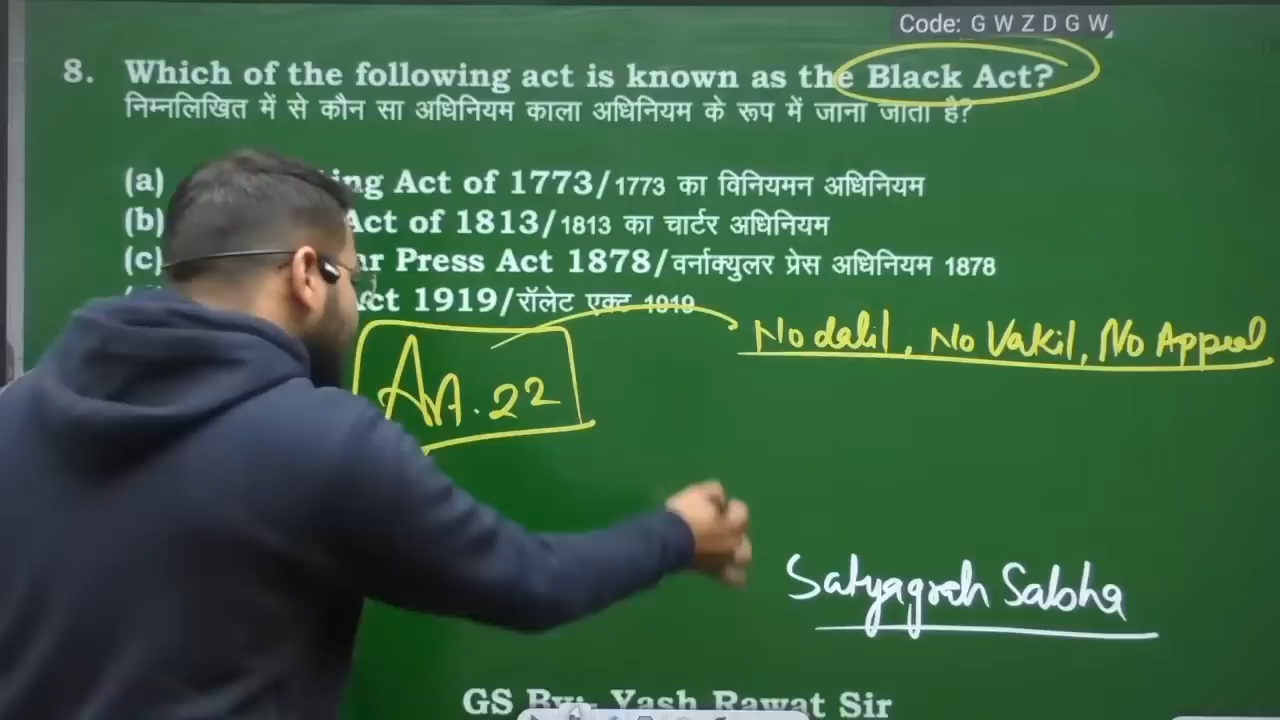 Code: G W Z D G W
8. Which of the following act is known as the Black Act?
निम्नलिखित में से कौन सा अधिनियम काला अधिनियम के रूप में जाना जाता है?
(a) ing Act of 1773/1773 का विनियमन अधिनियम
(b) Act of 1813/1813 का चार्टर अधिनियम
(c) ar Press Act 1878/वर्नाक्युलर प्रेस अधिनियम 1878
ct 1919/रॉलेट एक्ट 1919
No dalil, No Vakil, No Appeal
Art. 22
Satyagrah Sabha
GS By:- Yash Rawat Sir